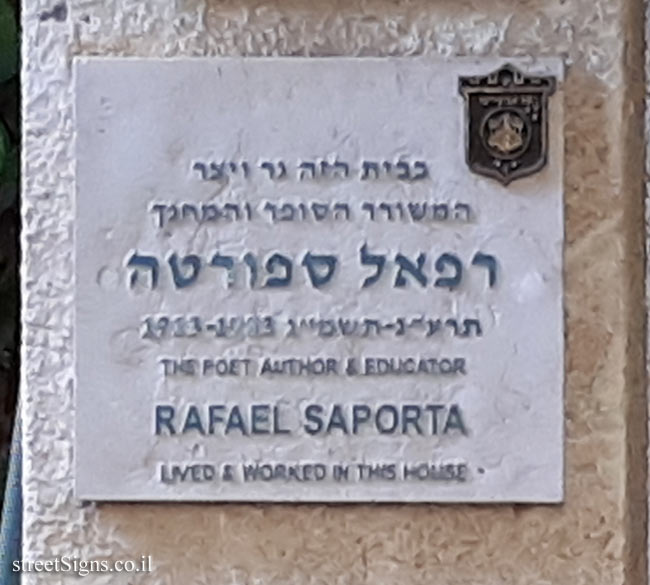 בבית הזה גר ויצר
המשורר הסופר והמחנך
רפאל ספורטה
תרע״ג-תשמ״ג 1913-1983
THE POET AUTHOR & EDUCATOR
RAFAEL SAPORTA
LIVED & WORKED IN THIS HOUSE
streetSigns.co.il